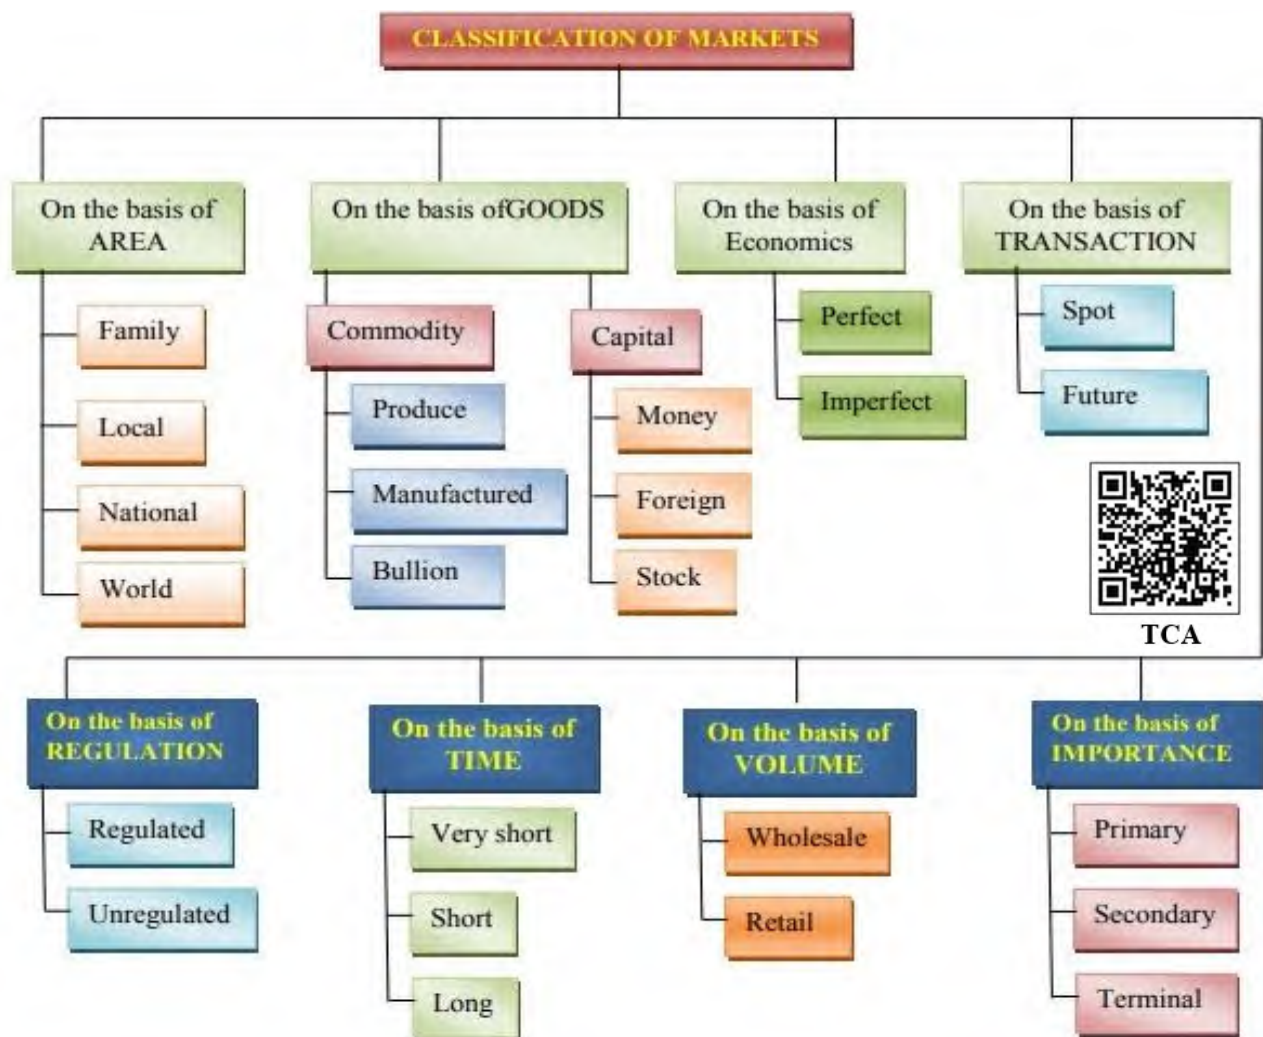 CLASSIFICATION OF MARKETS
On the basis of
AREA
Family
Local
National
World
On the basis ofGOODS
Commodity
Produce
Manufactured
Bullion
Capital
Money
Foreign
Stock
On the basis of
Economics
Perfect
Imperfect
On the basis of
TRANSACTION
Spot
Future
TCA
On the basis of
REGULATION
Regulated
Unregulated
On the basis of
TIME
Very short
Short
Long
On the basis of
VOLUME
Wholesale
Retail
On the basis of
IMPORTANCE
Primary
Secondary
Terminal